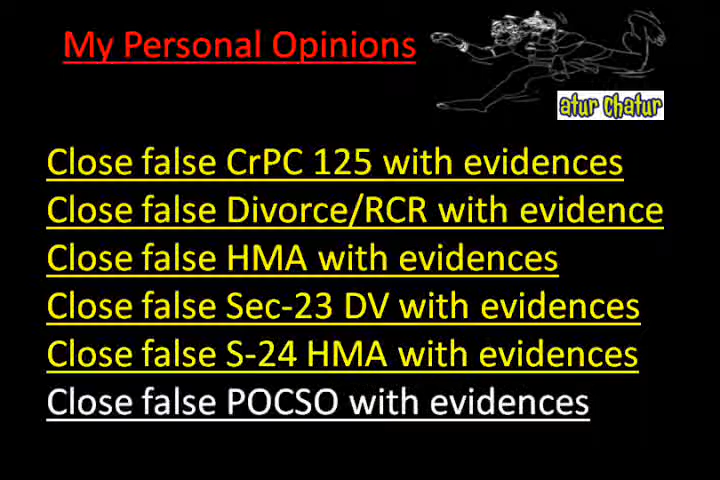 My Personal Opinions
atur Chatur
Close false CrPC 125 with evidences
Close false Divorce/RCR with evidence
Close false HMA with evidences
Close false Sec-23 DV with evidences
Close false S-24 HMA with evidences
Close false POCSO with evidences